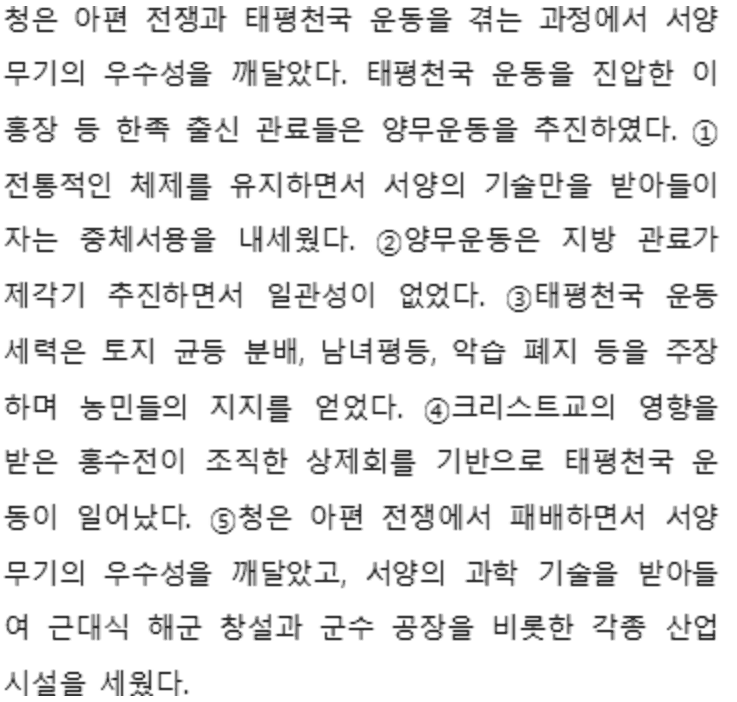 청은 아편 전쟁과 태평천국 운동을 겪는 과정에서 서양
무기의 우수성을 깨달았다. 태평천국 운동을 진압한 이
홍장 등 한족 출신 관료들은 양무운동을 추진하였다. ①
전통적인 체제를 유지하면서 서양의 기술만을 받아들이
자는 중체서용을 내세웠다. ②양무운동은 지방 관료가
제각기 추진하면서 일관성이 없었다. ③태평천국 운동
세력은 토지 균등 분배, 남녀평등, 악습 폐지 등을 주장
하며 농민들의 지지를 얻었다. ④크리스트교의 영향을
받은 홍수전이 조직한 상제회를 기반으로 태평천국 운
동이 일어났다. ⑤청은 아편 전쟁에서 패배하면서 서양
무기의 우수성을 깨달았고, 서양의 과학 기술을 받아들
여 근대식 해군 창설과 군수 공장을 비롯한 각종 산업
시설을 세웠다.